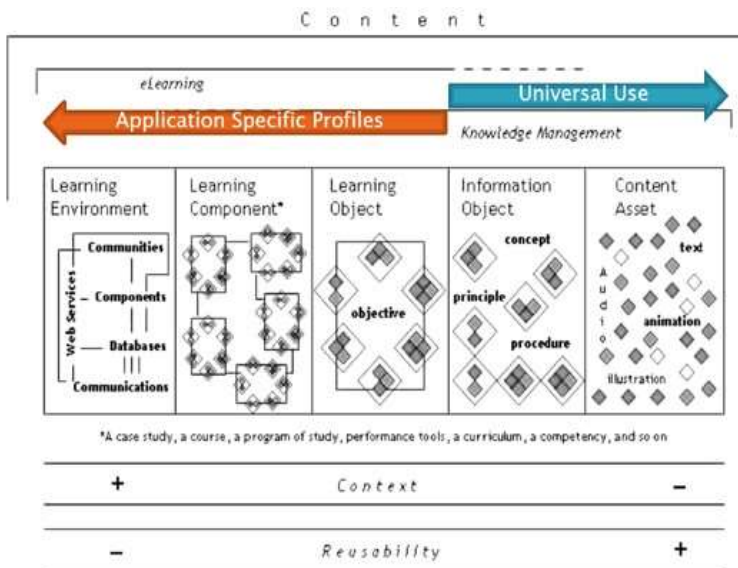 Content
eLearning
Universal Use
Application Specific Profiles
Knowledge Management
Learning
Environment
Communities
Web Services
Components
Databases
Communications
Learning
Component*
Learning
Object
objective
Information
Object
concept
principle
procedure
Content
Asset
text
Audio
animation
illustration
*A case study, a course, a program of study, performance tools, a curriculum, a competency, and so on
+ Context –
– Reusability +